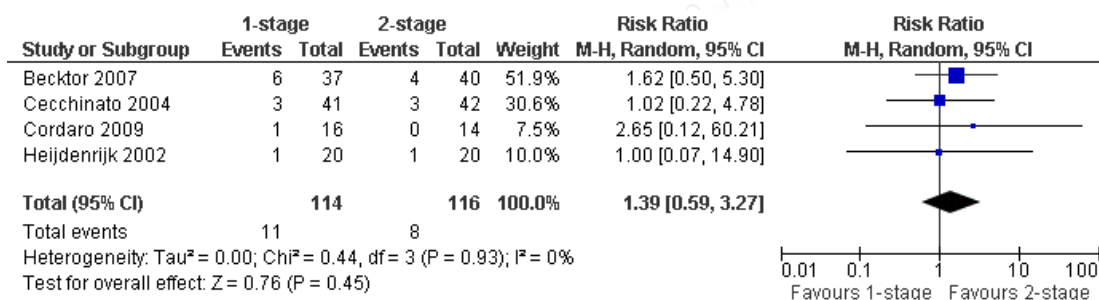 1-stage 2-stage Risk Ratio Risk Ratio
Study or Subgroup Events Total Events Total Weight M-H, Random, 95% CI M-H, Random, 95% CI
Becktor 2007 6 37 4 40 51.9% 1.62 [0.50, 5.30]
Cecchinato 2004 3 41 3 42 30.6% 1.02 [0.22, 4.78]
Cordaro 2009 1 16 0 14 7.5% 2.65 [0.12, 60.21]
Heijdenrijk 2002 1 20 1 20 10.0% 1.00 [0.07, 14.90]
Total (95% CI) 114 116 100.0% 1.39 [0.59, 3.27]
Total events 11 8
Heterogeneity: Tau² = 0.00; Chi² = 0.44, df = 3 (P = 0.93); I² = 0%
Test for overall effect: Z = 0.76 (P = 0.45)
0.01 0.1 1 10 100
Favours 1-stage Favours 2-stage